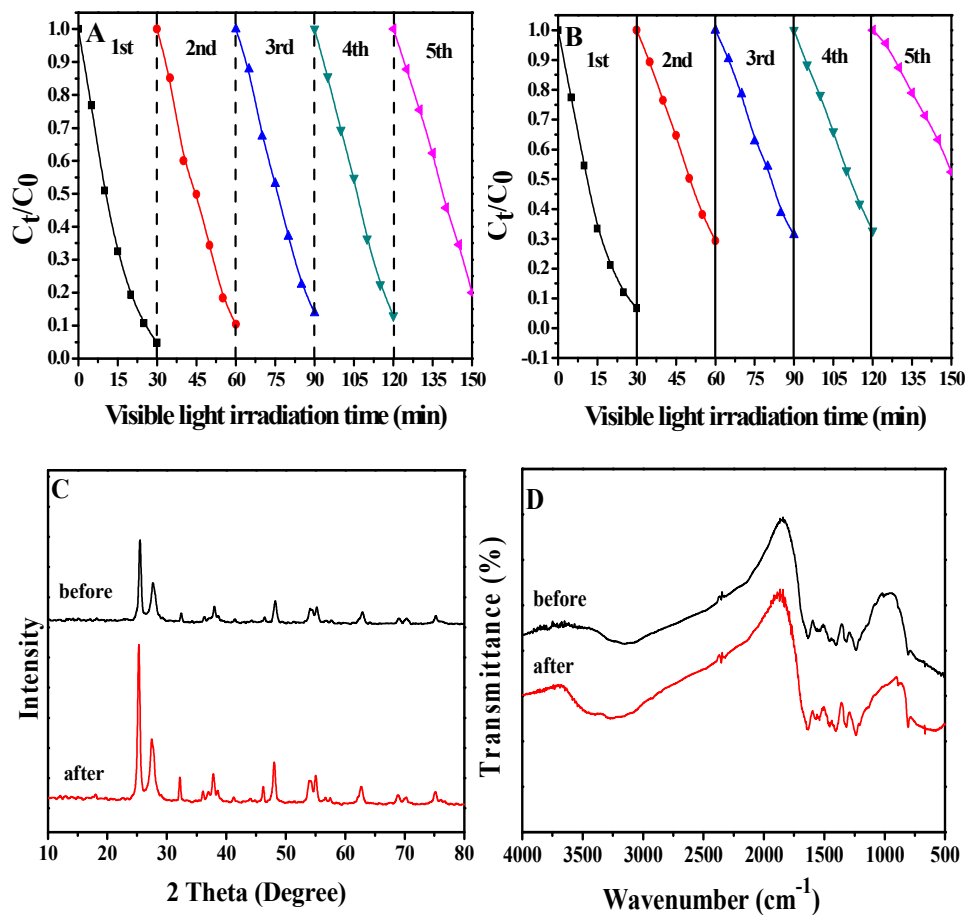 A
1st
2nd
3rd
4th
5th
1.0
0.9
0.8
0.7
0.6
0.5
0.4
0.3
0.2
0.1
0.0
Ct/C0
0 15 30 45 60 75 90 105 120 135 150
Visible light irradiation time (min)
B
1st
2nd
3rd
4th
5th
1.0
0.9
0.8
0.7
0.6
0.5
0.4
0.3
0.2
0.1
0.0
-0.1
Ct/C0
0 15 30 45 60 75 90 105 120 135 150
Visible light irradiation time (min)
C
before
after
Intensity
10 20 30 40 50 60 70 80
2 Theta (Degree)
D
before
after
Transmittance (%)
4000 3500 3000 2500 2000 1500 1000 500
Wavenumber (cm-1)